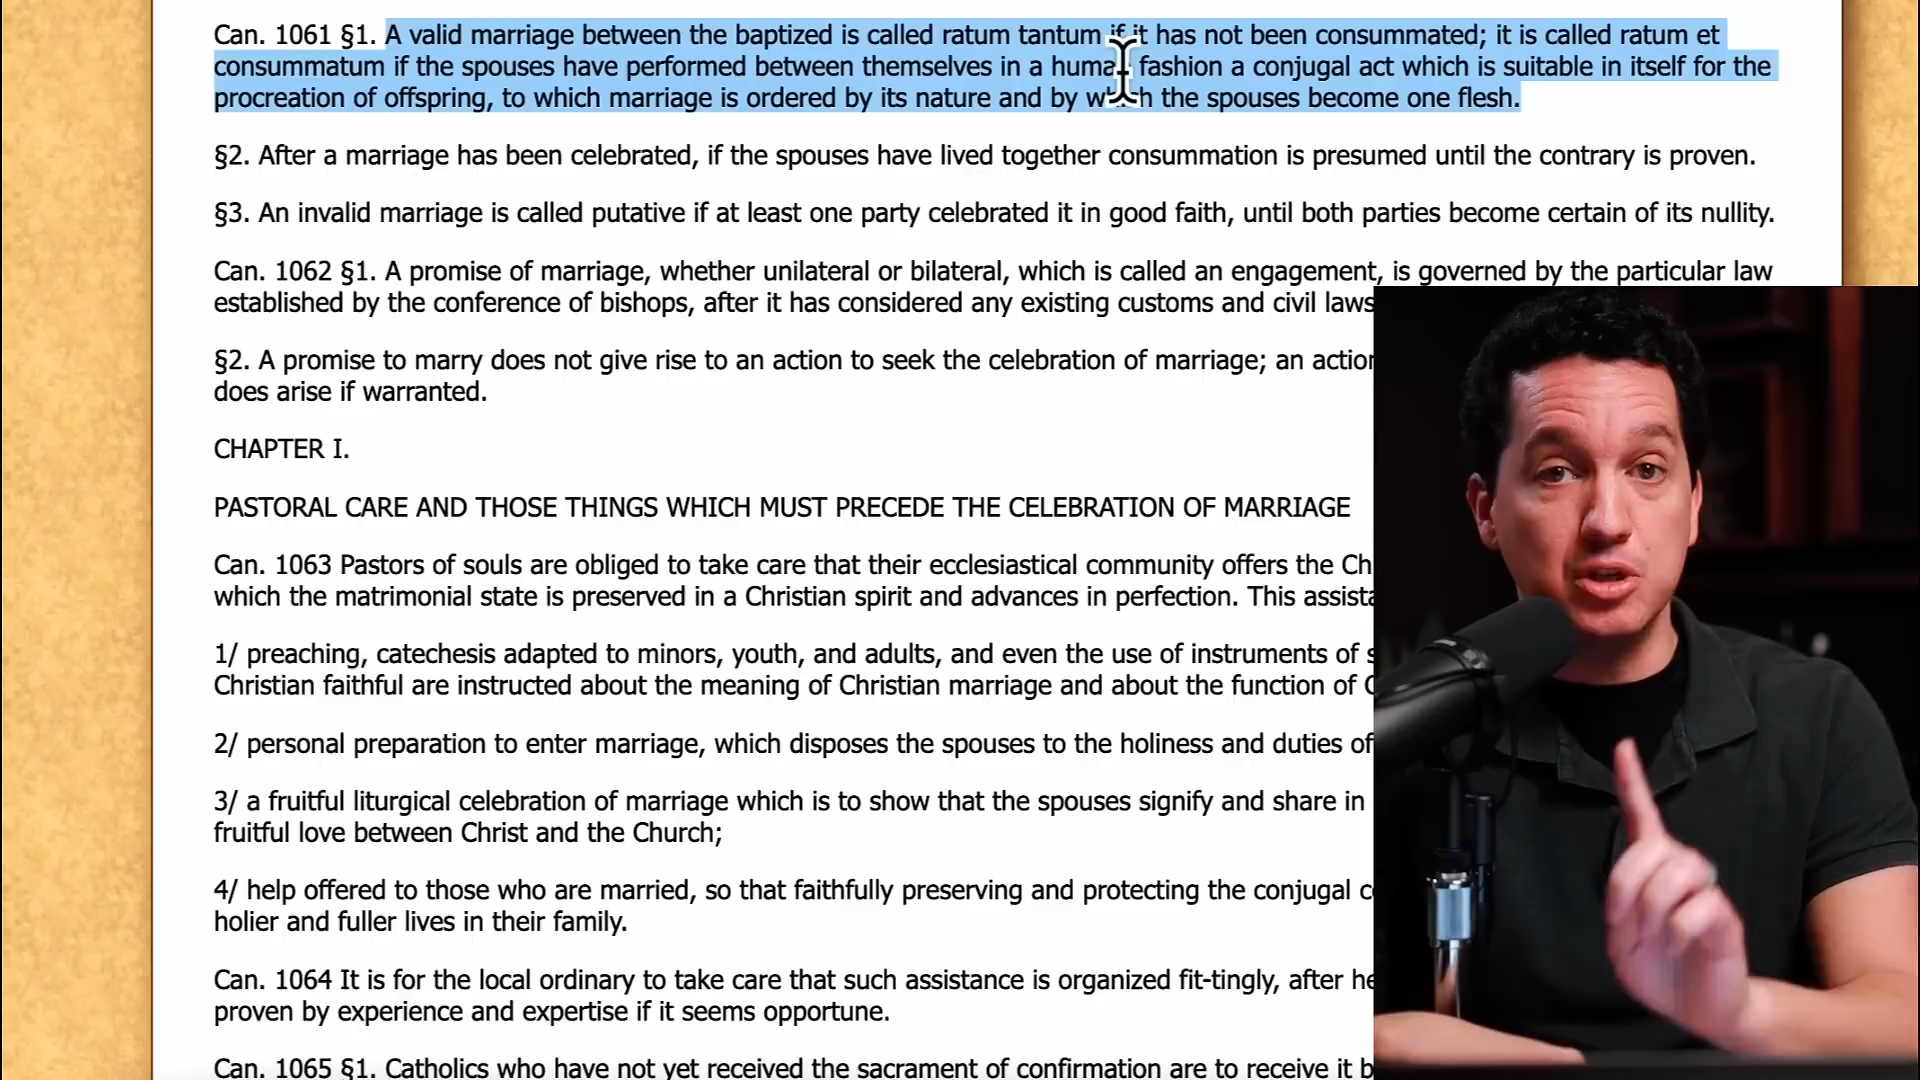 Can. 1061 §1. A valid marriage between the baptized is called ratum tantum if it has not been consummated; it is called ratum et
consummatum if the spouses have performed between themselves in a human fashion a conjugal act which is suitable in itself for the
procreation of offspring, to which marriage is ordered by its nature and by which the spouses become one flesh.
§2. After a marriage has been celebrated, if the spouses have lived together consummation is presumed until the contrary is proven.
§3. An invalid marriage is called putative if at least one party celebrated it in good faith, until both parties become certain of its nullity.
Can. 1062 §1. A promise of marriage, whether unilateral or bilateral, which is called an engagement, is governed by the particular law
established by the conference of bishops, after it has considered any existing customs and civil laws
§2. A promise to marry does not give rise to an action to seek the celebration of marriage; an action
does arise if warranted.
CHAPTER I.
PASTORAL CARE AND THOSE THINGS WHICH MUST PRECEDE THE CELEBRATION OF MARRIAGE
Can. 1063 Pastors of souls are obliged to take care that their ecclesiastical community offers the
which the matrimonial state is preserved in a Christian spirit and advances in perfection. This
1/ preaching, catechesis adapted to minors, youth, and adults, and even the use of instruments of
Christian faithful are instructed about the meaning of Christian marriage and about the function of
2/ personal preparation to enter marriage, which disposes the spouses to the holiness and duties of
3/ a fruitful liturgical celebration of marriage which is to show that the spouses signify and share in
fruitful love between Christ and the Church;
4/ help offered to those who are married, so that faithfully preserving and protecting the conjugal
holier and fuller lives in their family.
Can. 1064 It is for the local ordinary to take care that such assistance is organized fit-tingly, after
proven by experience and expertise if it seems opportune.
Can. 1065 §1. Catholics who have not yet received the sacrament of confirmation are to receive it